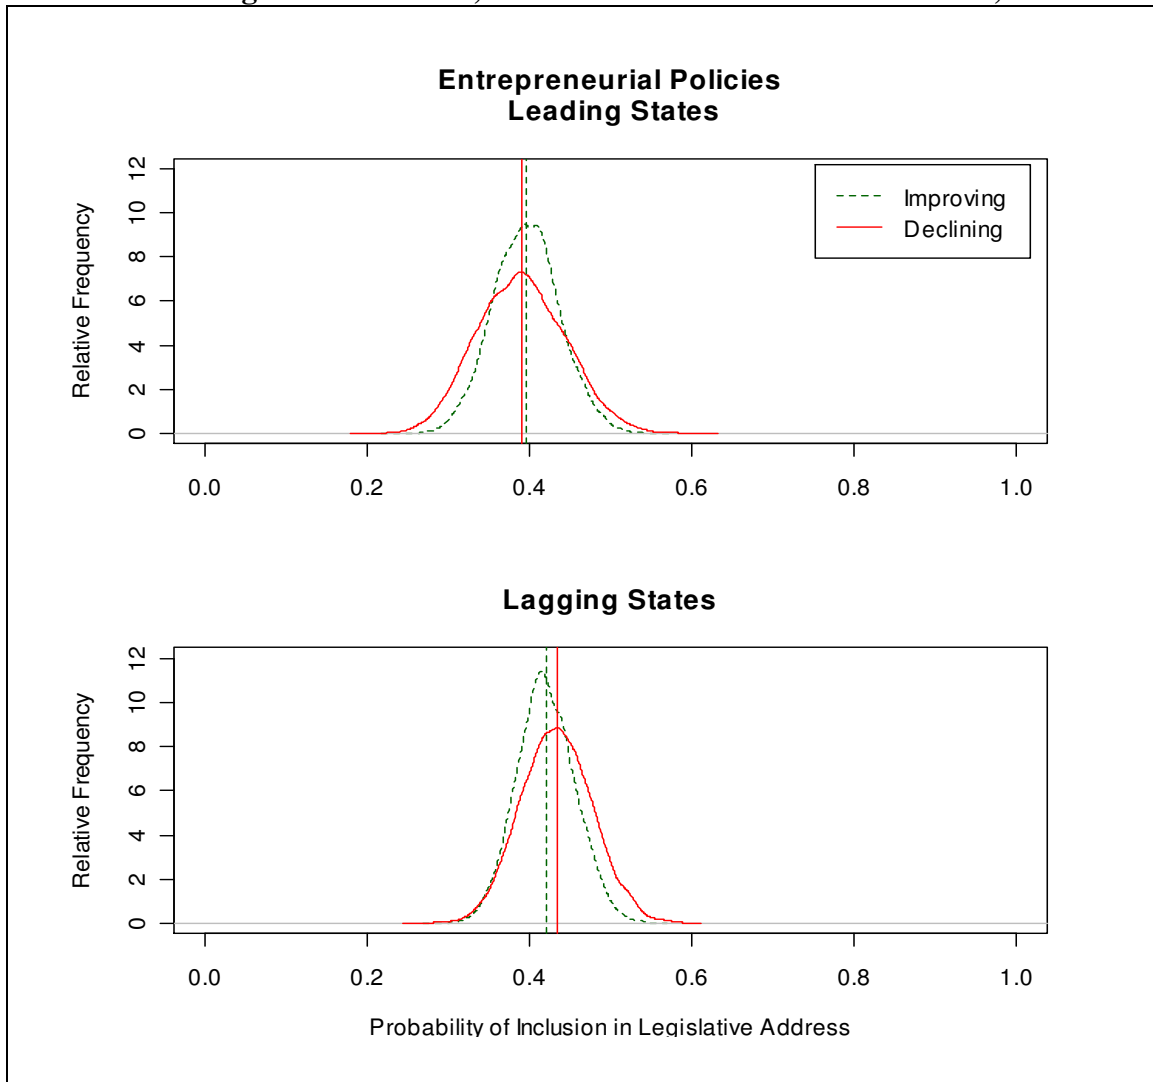 Entrepreneurial Policies
Leading States
12
10
8
6
4
2
0
Relative Frequency
Improving
Declining
0.0 0.2 0.4 0.6 0.8 1.0
Lagging States
12
10
8
6
4
2
0
Relative Frequency
0.0 0.2 0.4 0.6 0.8 1.0
Probability of Inclusion in Legislative Address